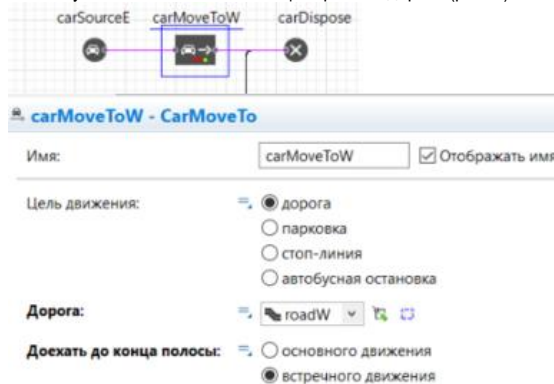 carSourceE carMoveToW carDispose
carMoveToW - CarMoveTo
Имя: carMoveToW Отображать имя
Цель движения: дорога
парковка
стоп-линия
автобусная остановка
Дорога: roadW
Доехать до конца полосы: основного движения
встречного движения